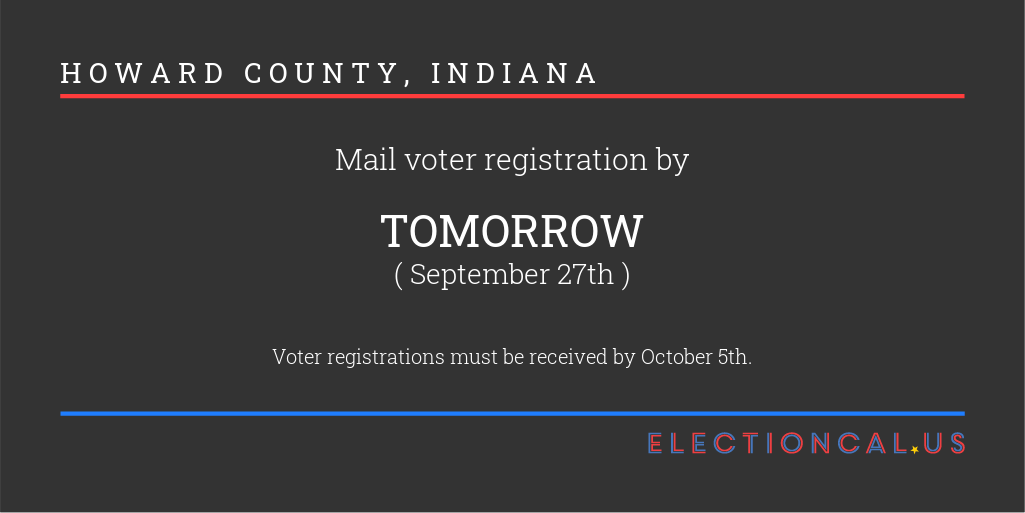 HOWARD COUNTY, INDIANA
Mail voter registration by
TOMORROW
( September 27th )
Voter registrations must be received by October 5th.
ELECTIONCAL.US